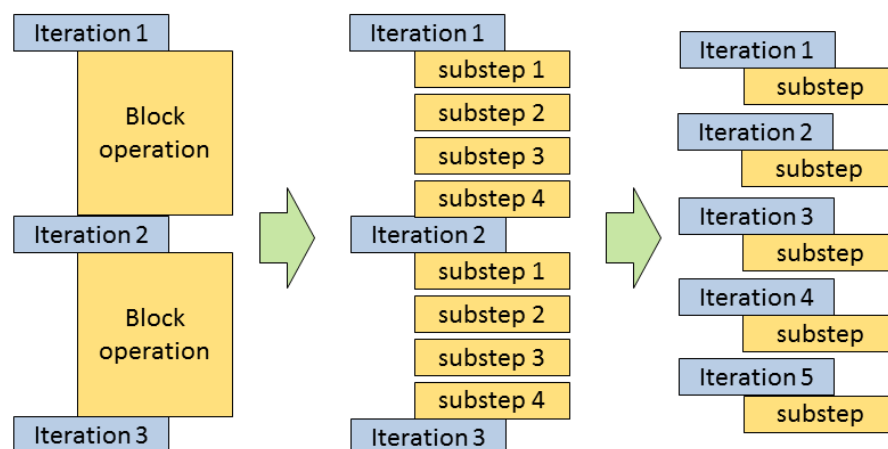 Iteration 1
Block
operation
Iteration 2
Block
operation
Iteration 3
Iteration 1
substep 1
substep 2
substep 3
substep 4
Iteration 2
substep 1
substep 2
substep 3
substep 4
Iteration 3
Iteration 1
substep
Iteration 2
substep
Iteration 3
substep
Iteration 4
substep
Iteration 5
substep